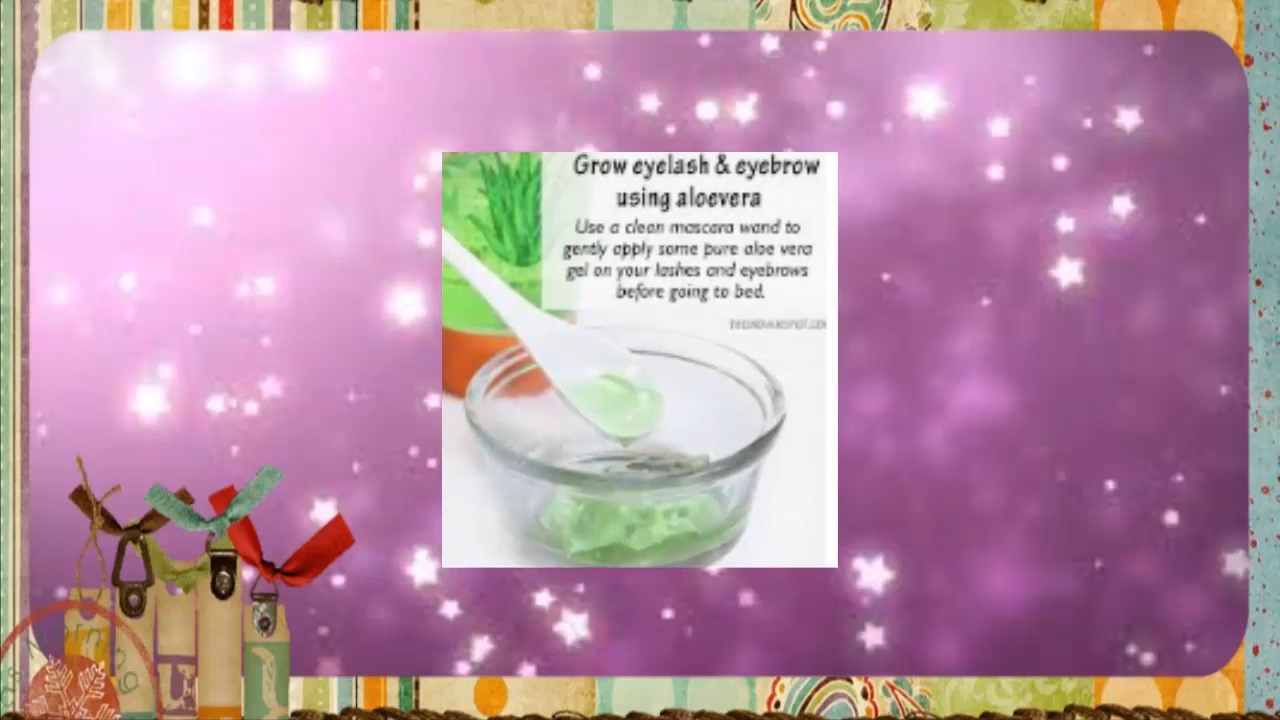 Grow eyelash & eyebrow
using aloevera
Use a clean mascara wand to
gently apply some pure aloe vera
gel on your lashes and eyebrows
before going to bed.